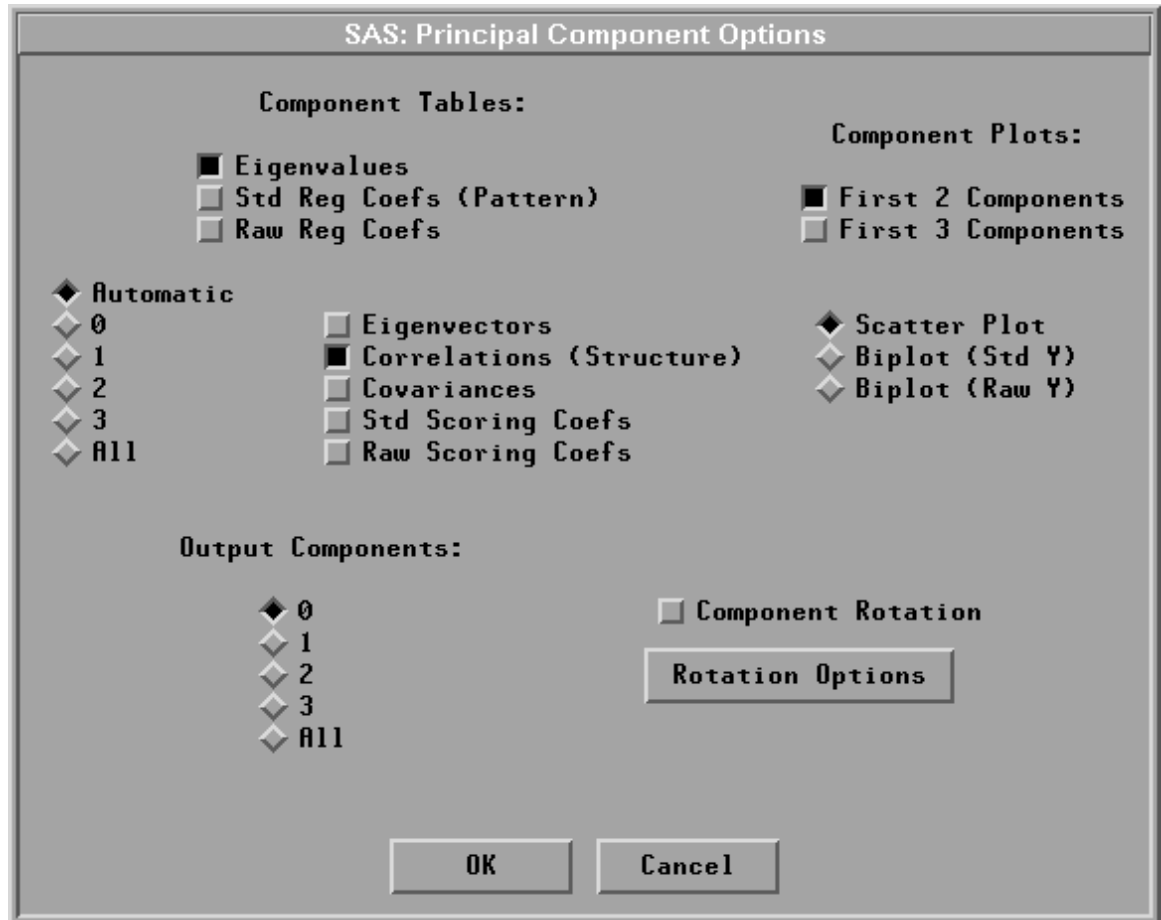 SAS: Principal Component Options
Component Tables:
Component Plots:
Eigenvalues
Std Reg Coefs (Pattern)
Raw Reg Coefs
First 2 Components
First 3 Components
Automatic
0
1
2
3
All
Eigenvectors
Correlations (Structure)
Covariances
Std Scoring Coefs
Raw Scoring Coefs
Scatter Plot
Biplot (Std Y)
Biplot (Raw Y)
Output Components:
0
1
2
3
All
Component Rotation
Rotation Options
OK
Cancel